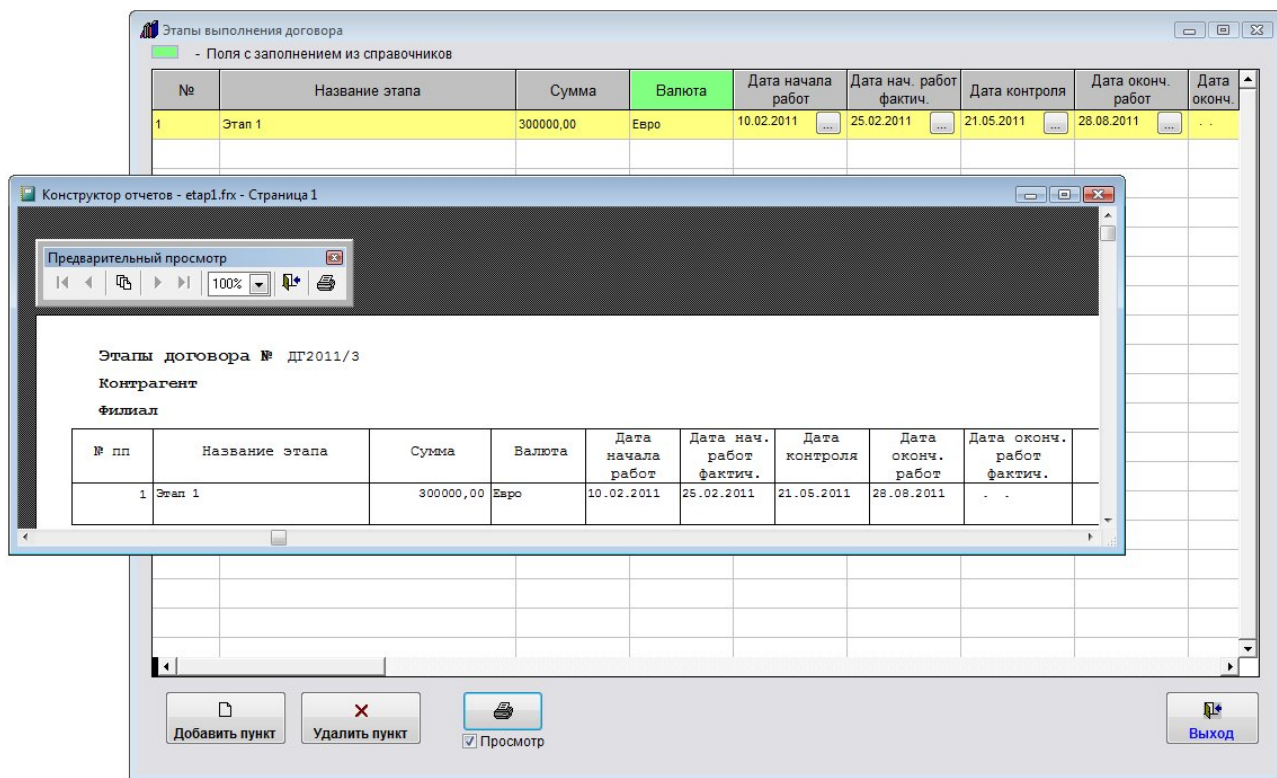 Этапы выполнения договора
- Поля с заполнением из справочников
№ Название этапа Сумма Валюта Дата начала работ Дата нач. работ фактич. Дата контроля Дата оконч. работ Дата оконч.
1 Этап 1 300000,00 Евро 10.02.2011 ... 25.02.2011 ... 21.05.2011 ... 28.08.2011 ... . .
Конструктор отчетов - etap1.frx - Страница 1
Предварительный просмотр
100%
Этапы договора № ДГ2011/3
Контрагент
Филиал
№ пп Название этапа Сумма Валюта Дата начала работ Дата нач. работ фактич. Дата контроля Дата оконч. работ Дата оконч. работ фактич.
1 Этап 1 300000,00 Евро 10.02.2011 25.02.2011 21.05.2011 28.08.2011 . .
Добавить пункт Удалить пункт Просмотр Выход